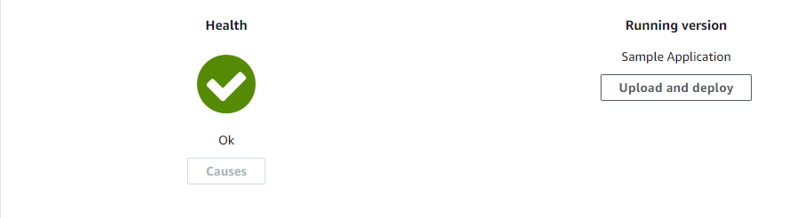 Health
Ok
Causes
Running version
Sample Application
Upload and deploy